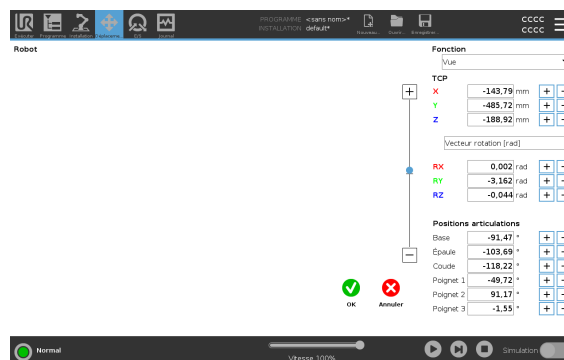 UR
PROGRAMME <sans nom>*
INSTALLATION default*
CCCC
CCCC
Exécuter Programme Installation Déplacem... E/S Journal
Nouveau... Ouvrir... Enregistrer...
Robot
Fonction
Vue
TCP
X -143,79 mm + -
Y -485,72 mm + -
Z -188,92 mm + -
Vecteur rotation [rad]
RX 0,002 rad + -
RY -3,162 rad + -
RZ -0,044 rad + -
Positions articulations
Base -91,47 ° + -
Épaule -103,69 ° + -
Coude -118,22 ° + -
Poignet 1 -49,72 ° + -
Poignet 2 91,17 ° + -
Poignet 3 -1,55 ° + -
OK Annuler
Normal
Vitesse 100%
Simulation